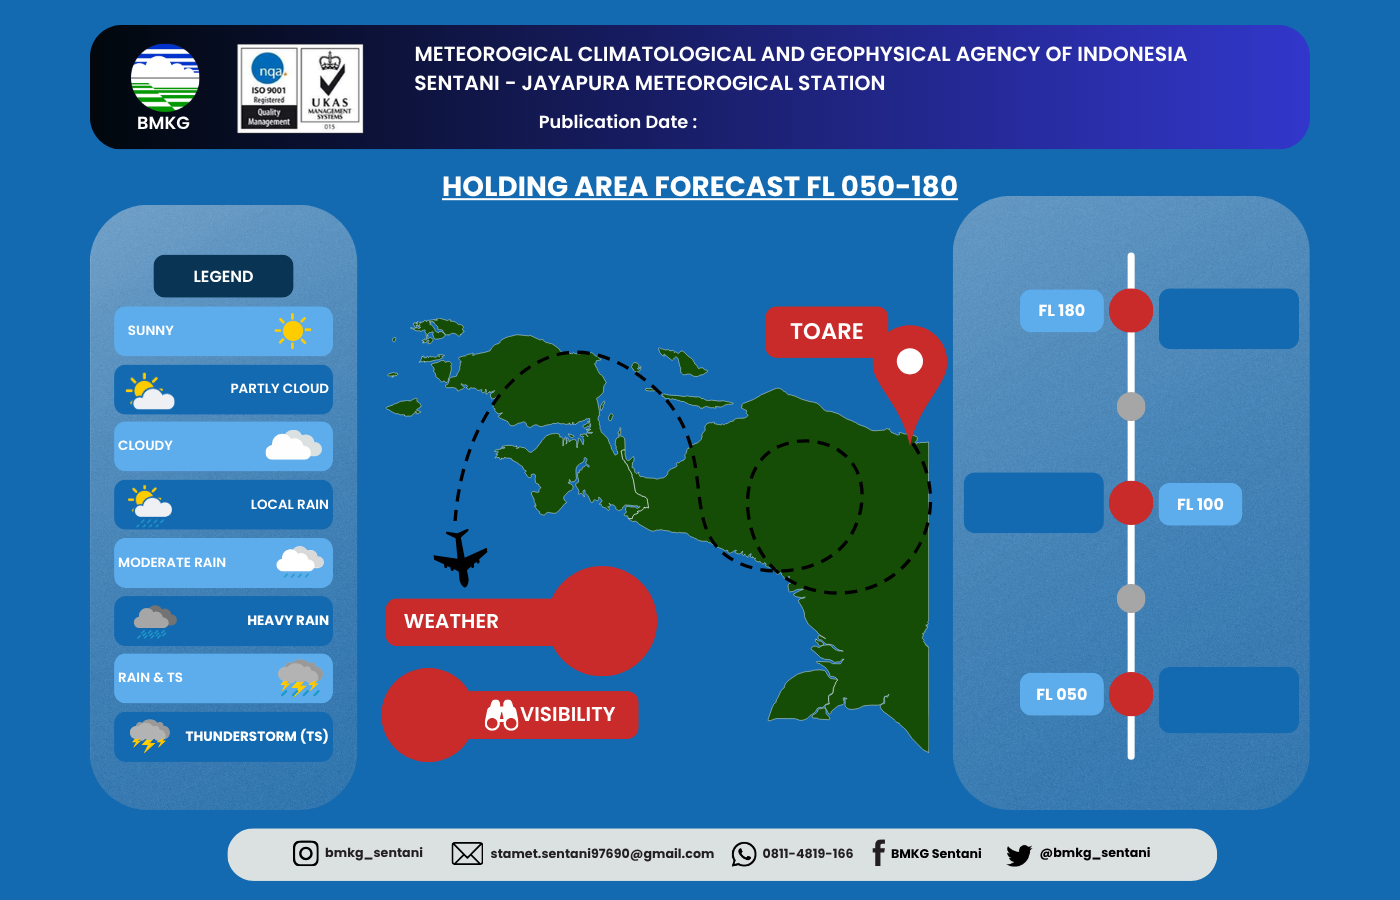 METEOROGICAL CLIMATOLOGICAL AND GEOPHYSICAL AGENCY OF INDONESIA
SENTANI - JAYAPURA METEOROGICAL STATION
Publication Date :
BMKG
nqa.
ISO 9001
Registered
Quality
Management
UKAS
MANAGEMENT
SYSTEMS
015
HOLDING AREA FORECAST FL 050-180
LEGEND
SUNNY
PARTLY CLOUD
CLOUDY
LOCAL RAIN
MODERATE RAIN
HEAVY RAIN
RAIN & TS
THUNDERSTORM (TS)
TOARE
WEATHER
VISIBILITY
FL 180
FL 100
FL 050
bmkg_sentani
stamet.sentani97690@gmail.com
0811-4819-166
BMKG Sentani
@bmkg_sentani